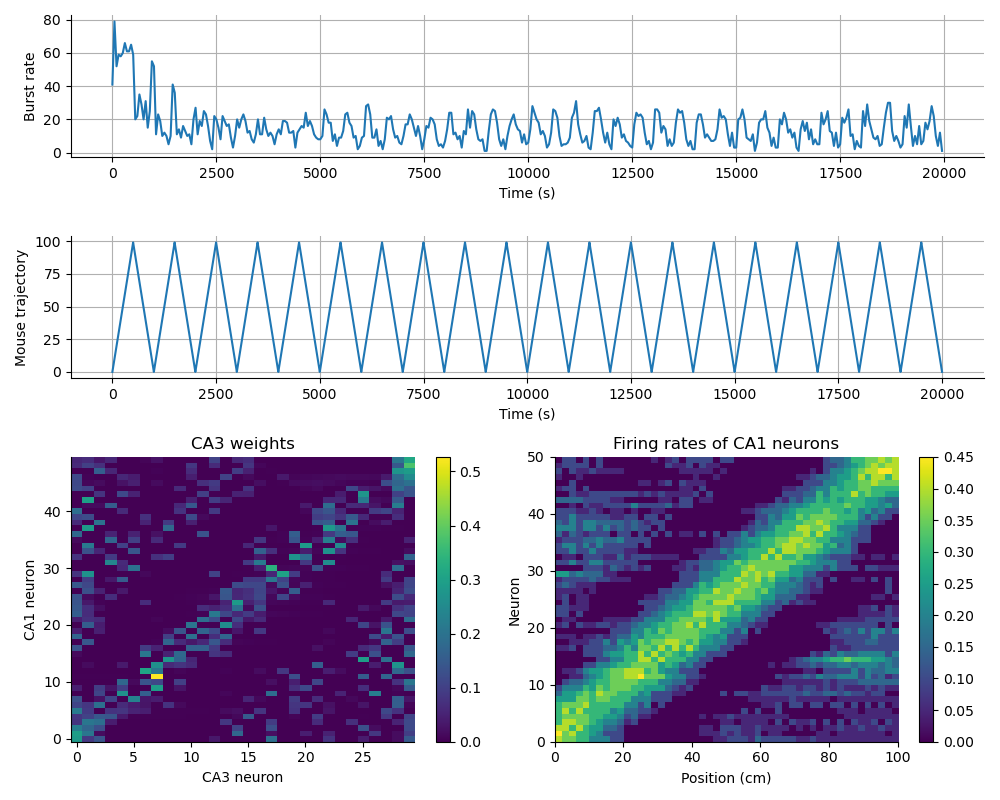 80
60
40
20
0
Burst rate
0 2500 5000 7500 10000 12500 15000 17500 20000
Time (s)
100
75
50
25
0
Mouse trajectory
0 2500 5000 7500 10000 12500 15000 17500 20000
Time (s)
CA3 weights
40
30
20
10
0
CA1 neuron
0 5 10 15 20 25
CA3 neuron
0.5
0.4
0.3
0.2
0.1
0.0
Firing rates of CA1 neurons
50
40
30
20
10
0
Neuron
0 20 40 60 80 100
Position (cm)
0.45
0.40
0.35
0.30
0.25
0.20
0.15
0.10
0.05
0.00